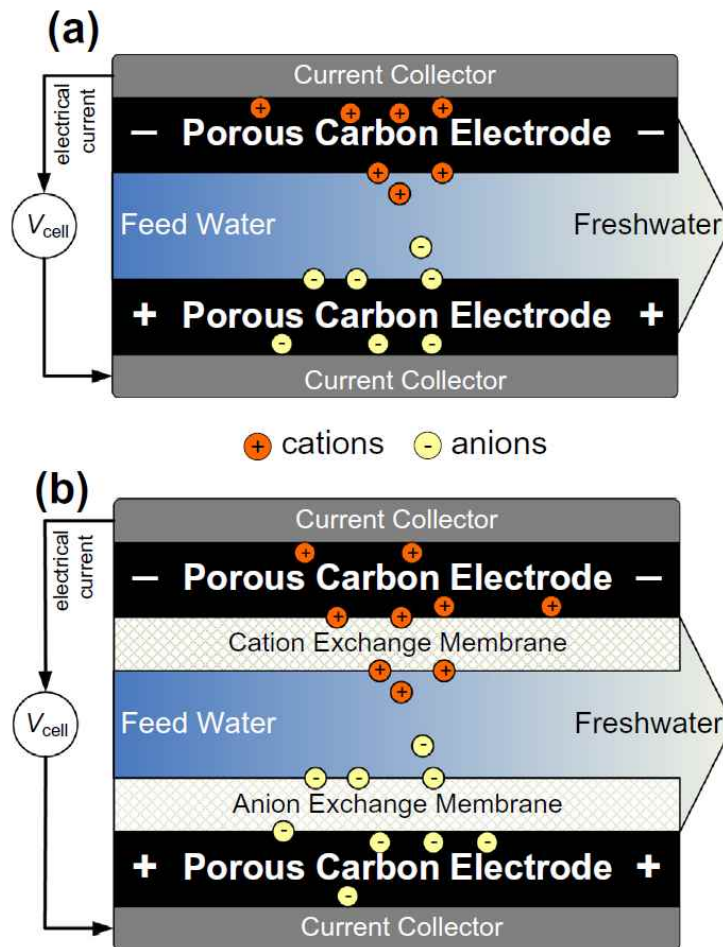 (a)
Current Collector
electrical
current
− Porous Carbon Electrode −
+ + + +
+ + +
Vcell
Feed Water
Freshwater
-
- - -
+ Porous Carbon Electrode +
- - -
Current Collector
+ cations - anions
(b)
Current Collector
electrical
current
+ +
− Porous Carbon Electrode −
+ + + +
Cation Exchange Membrane
+ + +
Vcell
Feed Water
Freshwater
-
- - -
Anion Exchange Membrane
- - - -
+ Porous Carbon Electrode +
-
Current Collector